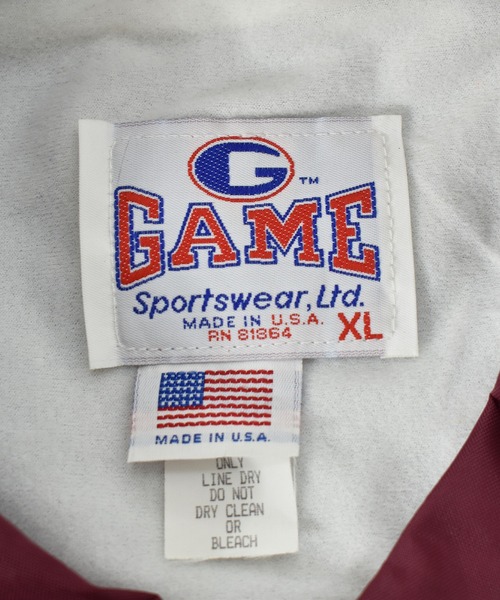 G ™
GAME
Sportswear, Ltd.
MADE IN U.S.A. XL
RN 81864
MADE IN U.S.A.
ONLY
LINE DRY
DO NOT
DRY CLEAN
OR
BLEACH